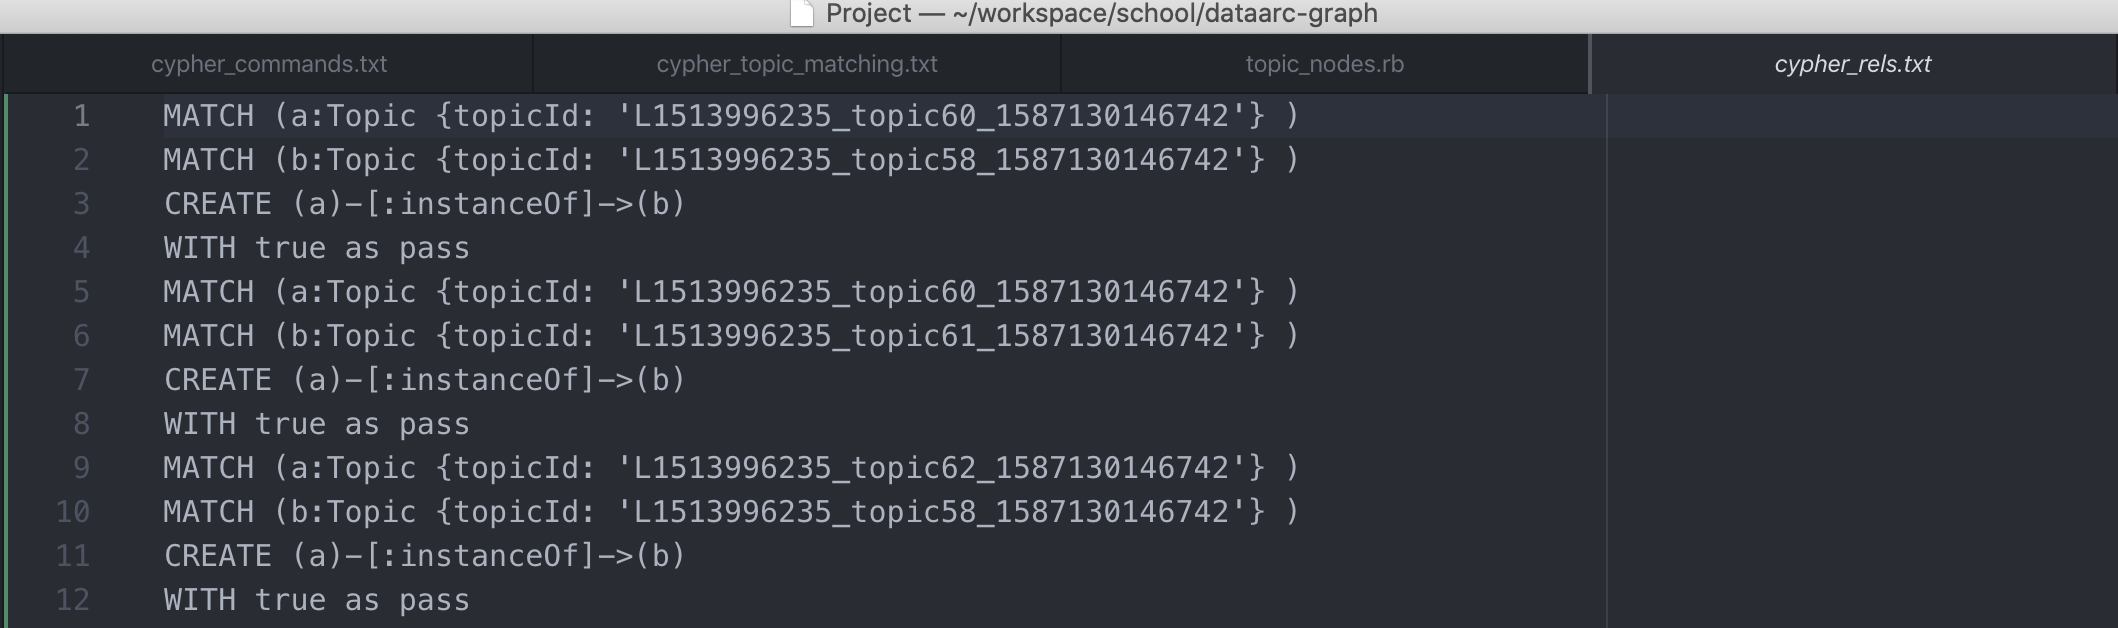 Project — ~/workspace/school/dataarc-graph
cypher_commands.txt
cypher_topic_matching.txt
topic_nodes.rb
cypher_rels.txt
1 MATCH (a:Topic {topicId: 'L1513996235_topic60_1587130146742'} )
2 MATCH (b:Topic {topicId: 'L1513996235_topic58_1587130146742'} )
3 CREATE (a)-[:instanceOf]->(b)
4 WITH true as pass
5 MATCH (a:Topic {topicId: 'L1513996235_topic60_1587130146742'} )
6 MATCH (b:Topic {topicId: 'L1513996235_topic61_1587130146742'} )
7 CREATE (a)-[:instanceOf]->(b)
8 WITH true as pass
9 MATCH (a:Topic {topicId: 'L1513996235_topic62_1587130146742'} )
10 MATCH (b:Topic {topicId: 'L1513996235_topic58_1587130146742'} )
11 CREATE (a)-[:instanceOf]->(b)
12 WITH true as pass